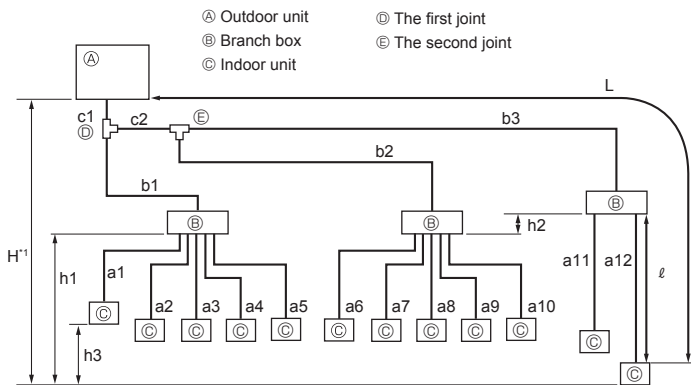 Ⓐ Outdoor unit
Ⓑ Branch box
Ⓒ Indoor unit
Ⓓ The first joint
Ⓔ The second joint
Ⓐ
L
c1
Ⓓ
c2
Ⓔ
b3
b2
b1
Ⓑ
Ⓑ
Ⓑ
h2
H*1
h1
a1
a2
a3
a4
a5
a6
a7
a8
a9
a10
a11
a12
ℓ
Ⓒ
Ⓒ
Ⓒ
Ⓒ
Ⓒ
Ⓒ
Ⓒ
Ⓒ
Ⓒ
Ⓒ
Ⓒ
Ⓒ
h3